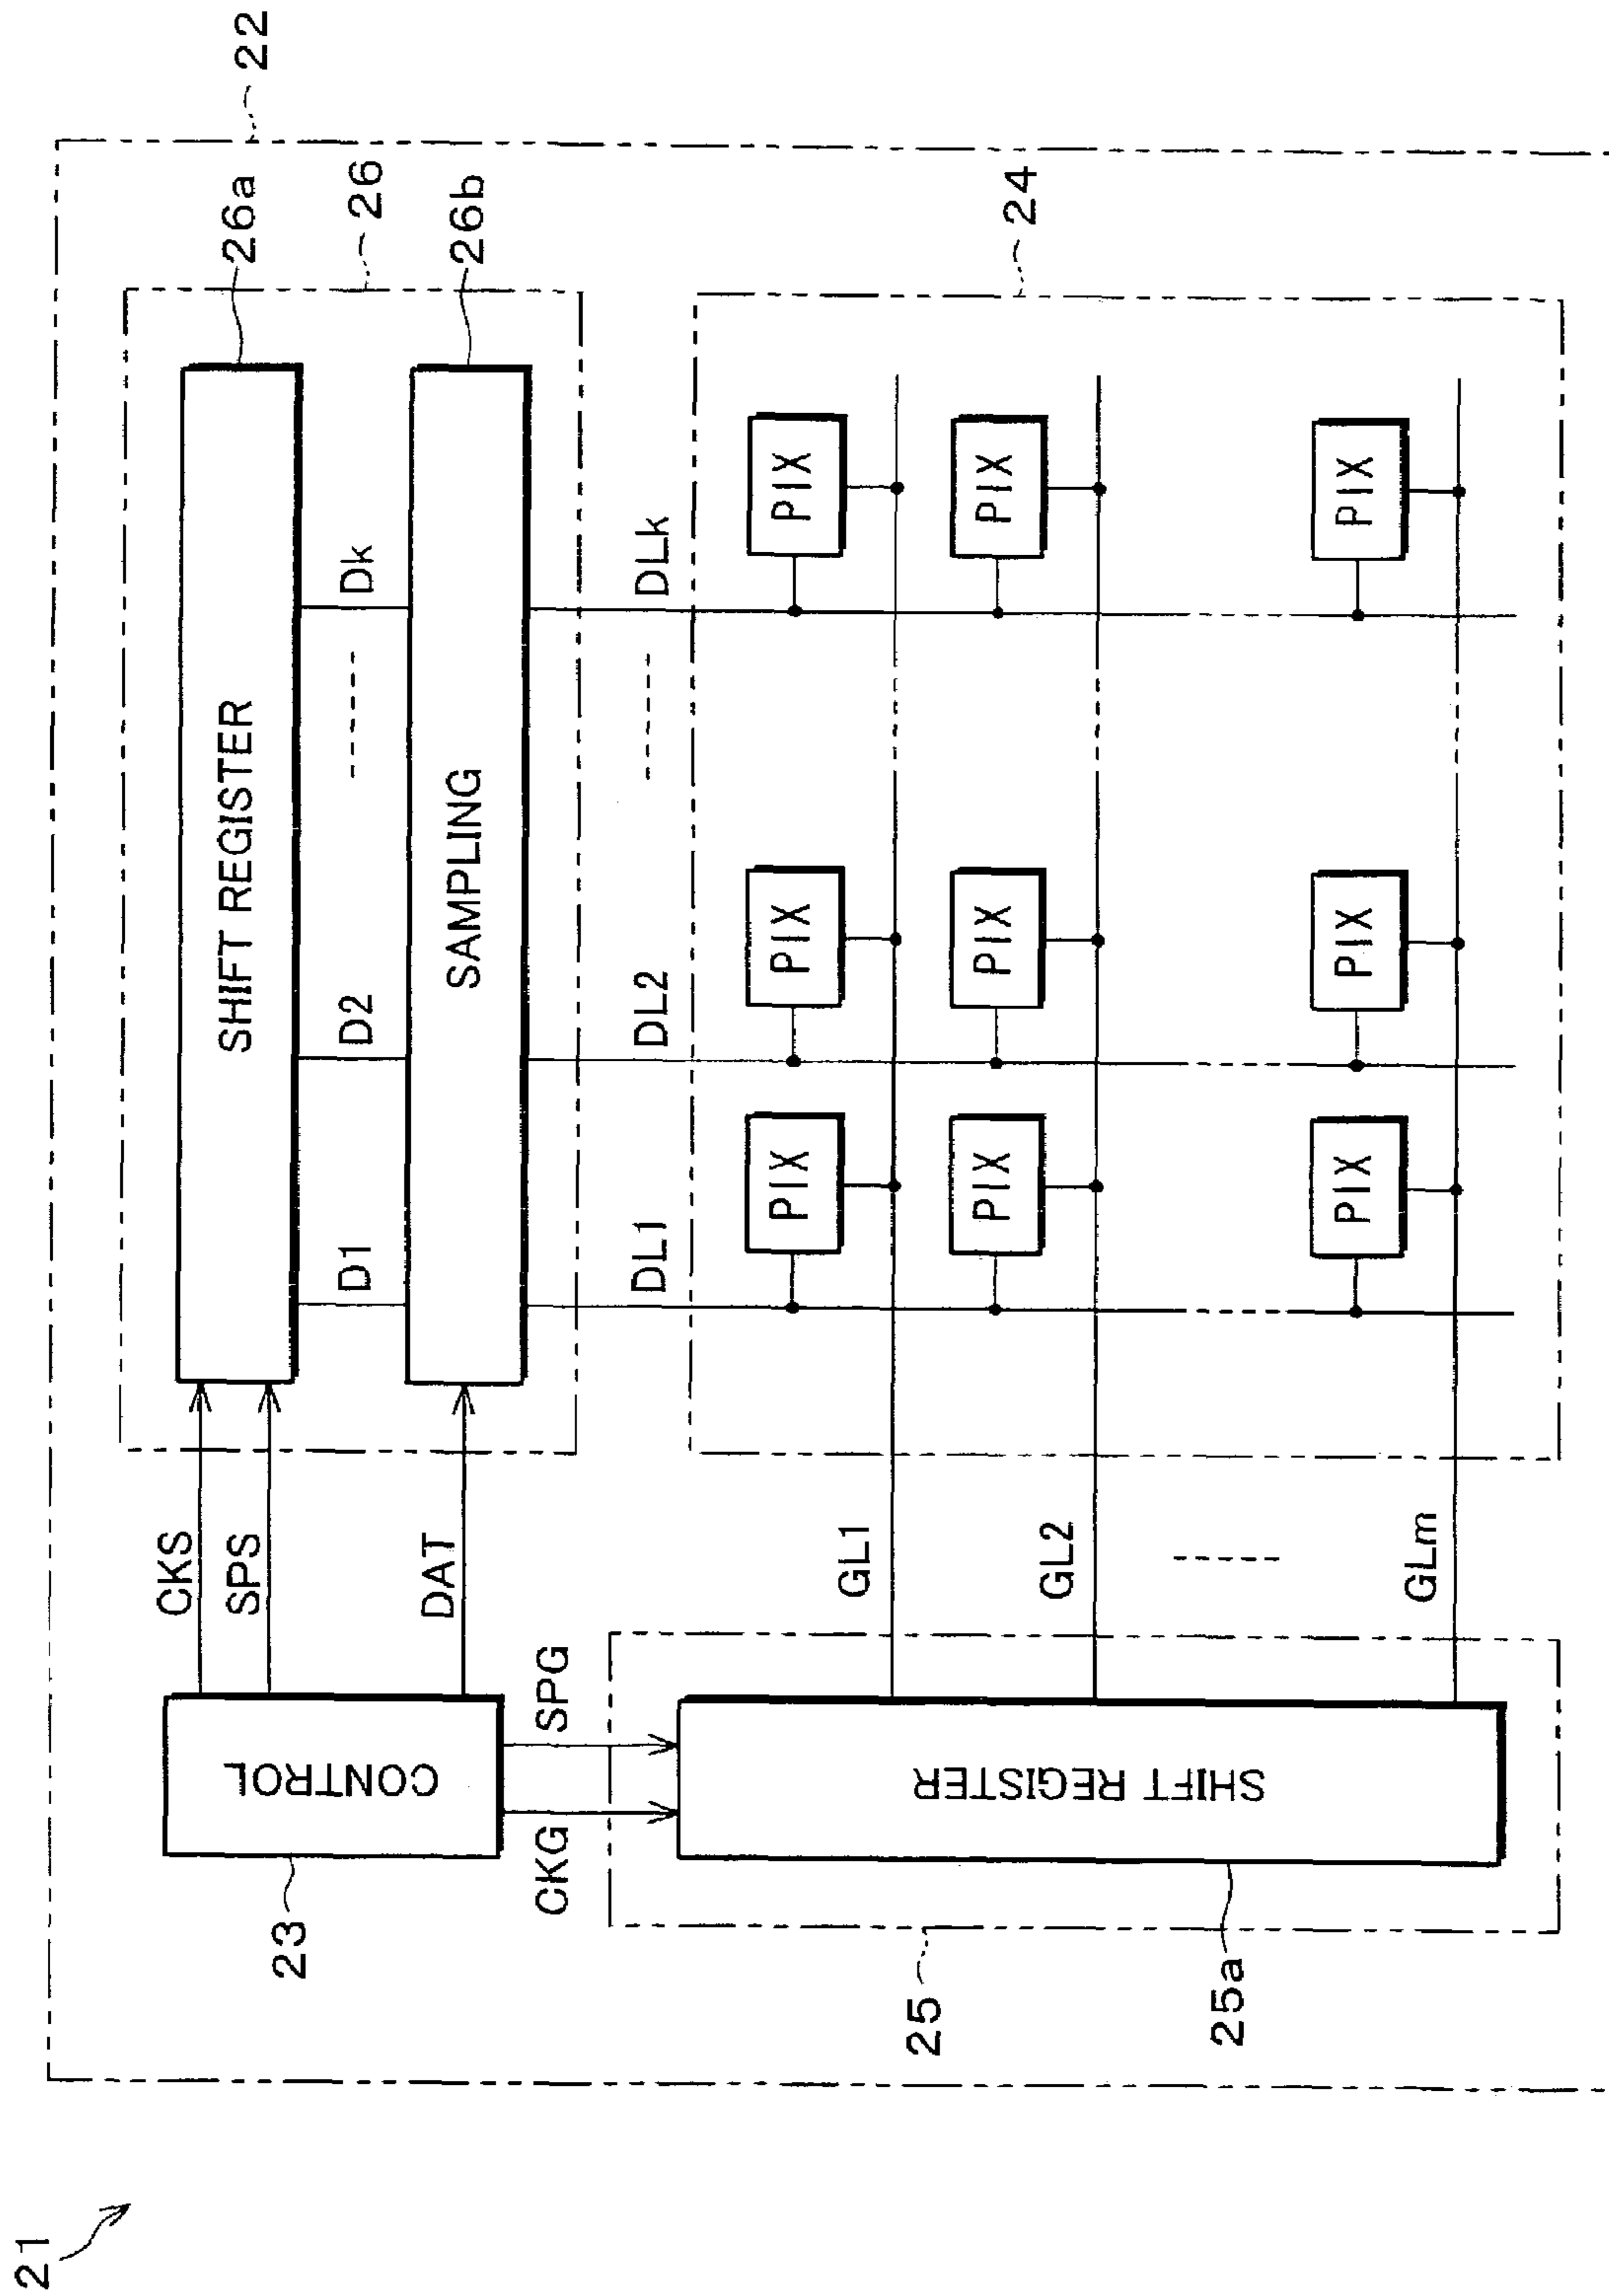 21
22
23
CONTROL
CKS
SPS
DAT
SPG
CKG
26a
26
26b
SHIFT REGISTER
D1
D2
-----
Dk
SAMPLING
DL1
DL2
-----
DLk
24
PIX
PIX
PIX
GL1
PIX
PIX
PIX
GL2
-----
PIX
PIX
PIX
GLm
SHIFT REGISTER
25
25a